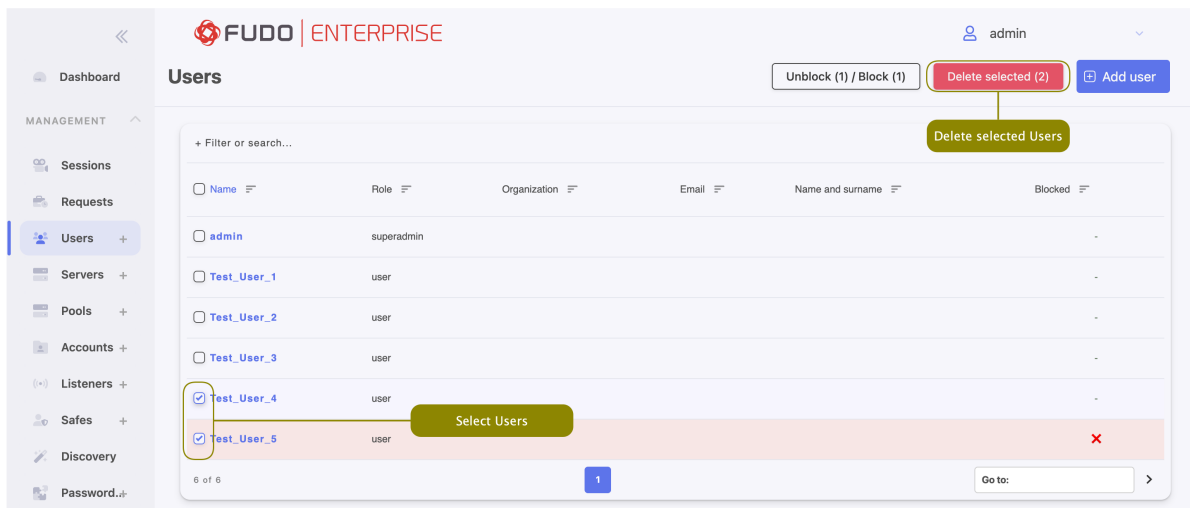 FUDO ENTERPRISE
admin
Dashboard
Users
Unblock (1) / Block (1)
Delete selected (2)
Add user
MANAGEMENT
Delete selected Users
+ Filter or search...
Sessions
Name
Role
Organization
Email
Name and surname
Blocked
Requests
Users +
admin
superadmin
-
Servers +
Test_User_1
user
-
Pools +
Test_User_2
user
-
Accounts +
Test_User_3
user
-
Listeners +
Test_User_4
user
-
Safes +
Select Users
Test_User_5
user
Discovery
6 of 6
1
Go to:
Password..+